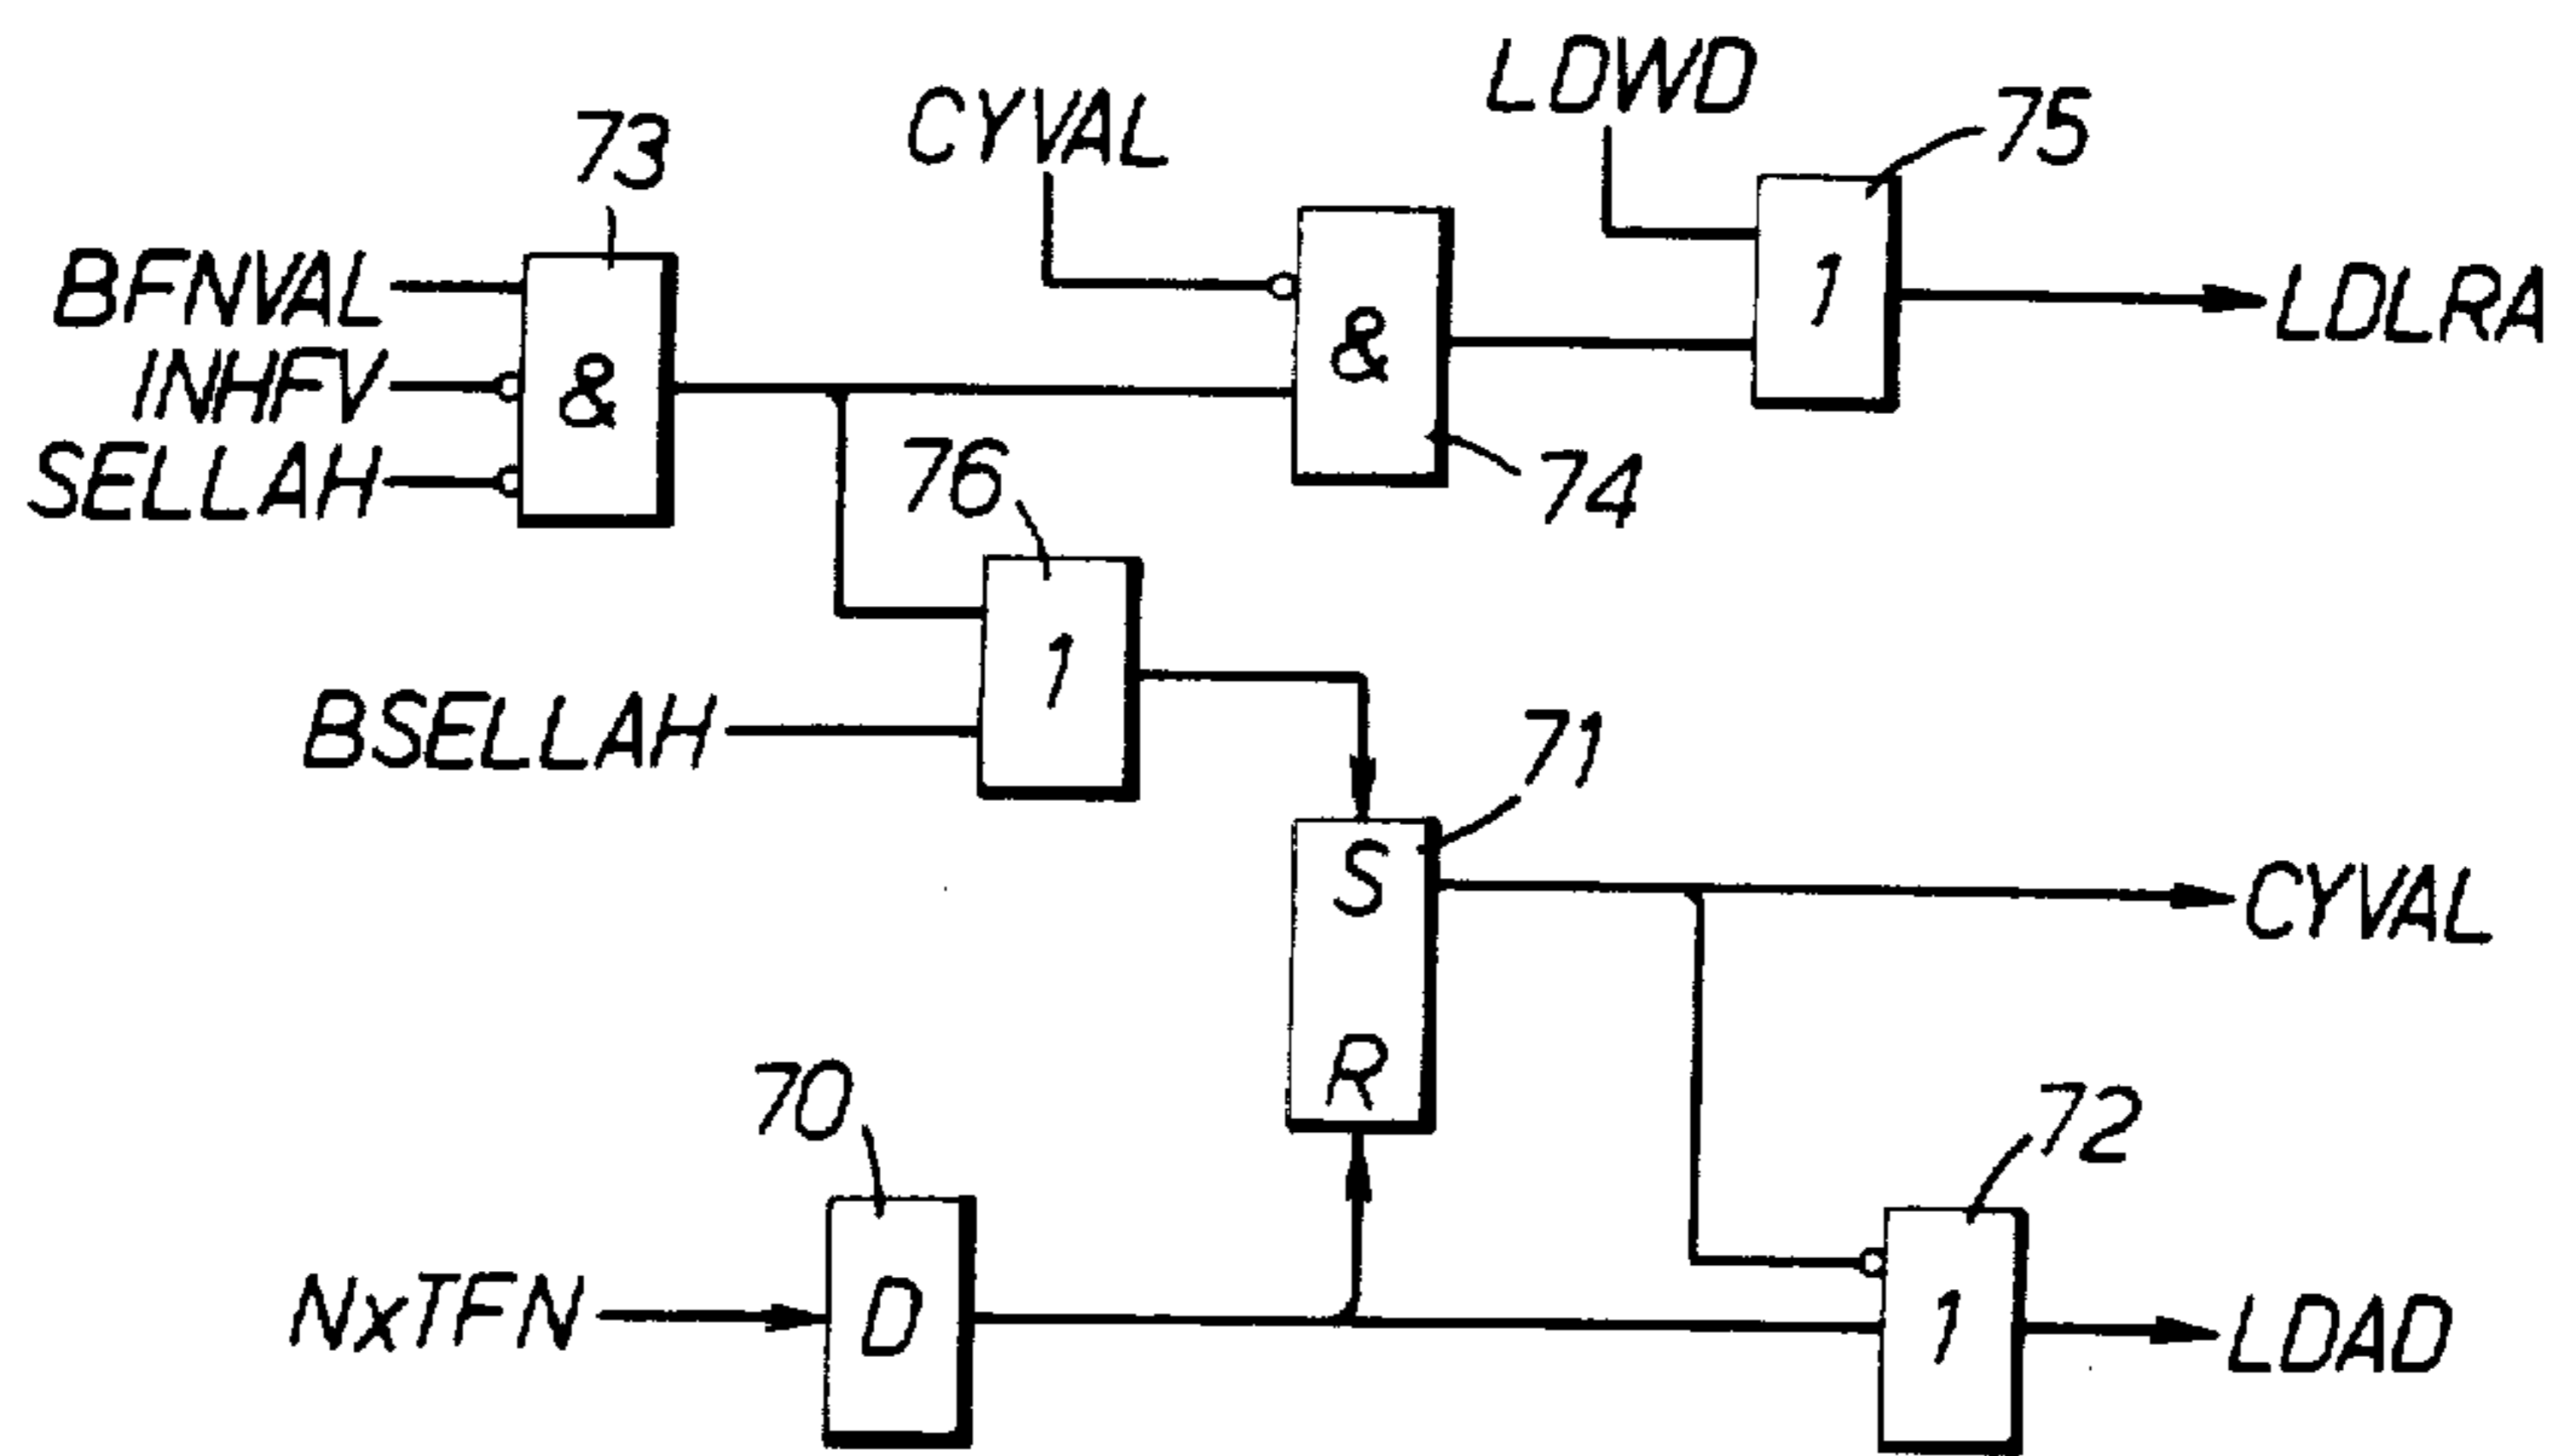 LDWD
CYVAL
75
73
BFNVAL
1
LDLRA
INHFV
&
&
SELLAH
76
74
1
BSELLAH
71
S
CYVAL
R
70
72
NxTFN
D
1
LDAD